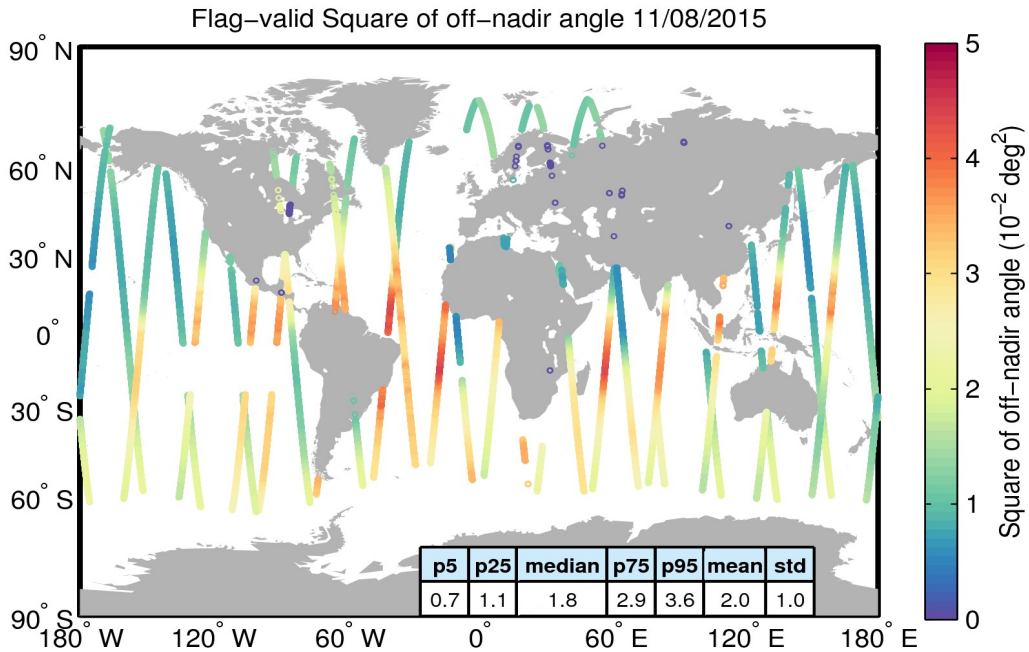 Flag−valid Square of off−nadir angle 11/08/2015
90° N
60° N
30° N
0°
30° S
60° S
90° S
180° W
120° W
60° W
0°
60° E
120° E
180° E
p5 p25 median p75 p95 mean std
0.7 1.1 1.8 2.9 3.6 2.0 1.0
5
4
3
2
1
0
Square of off−nadir angle (10⁻² deg²)